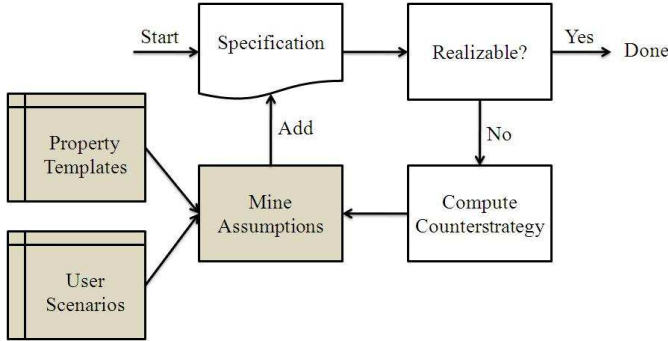 Start
Specification
Realizable?
Yes
Done
Property
Templates
Add
No
Mine
Assumptions
Compute
Counterstrategy
User
Scenarios